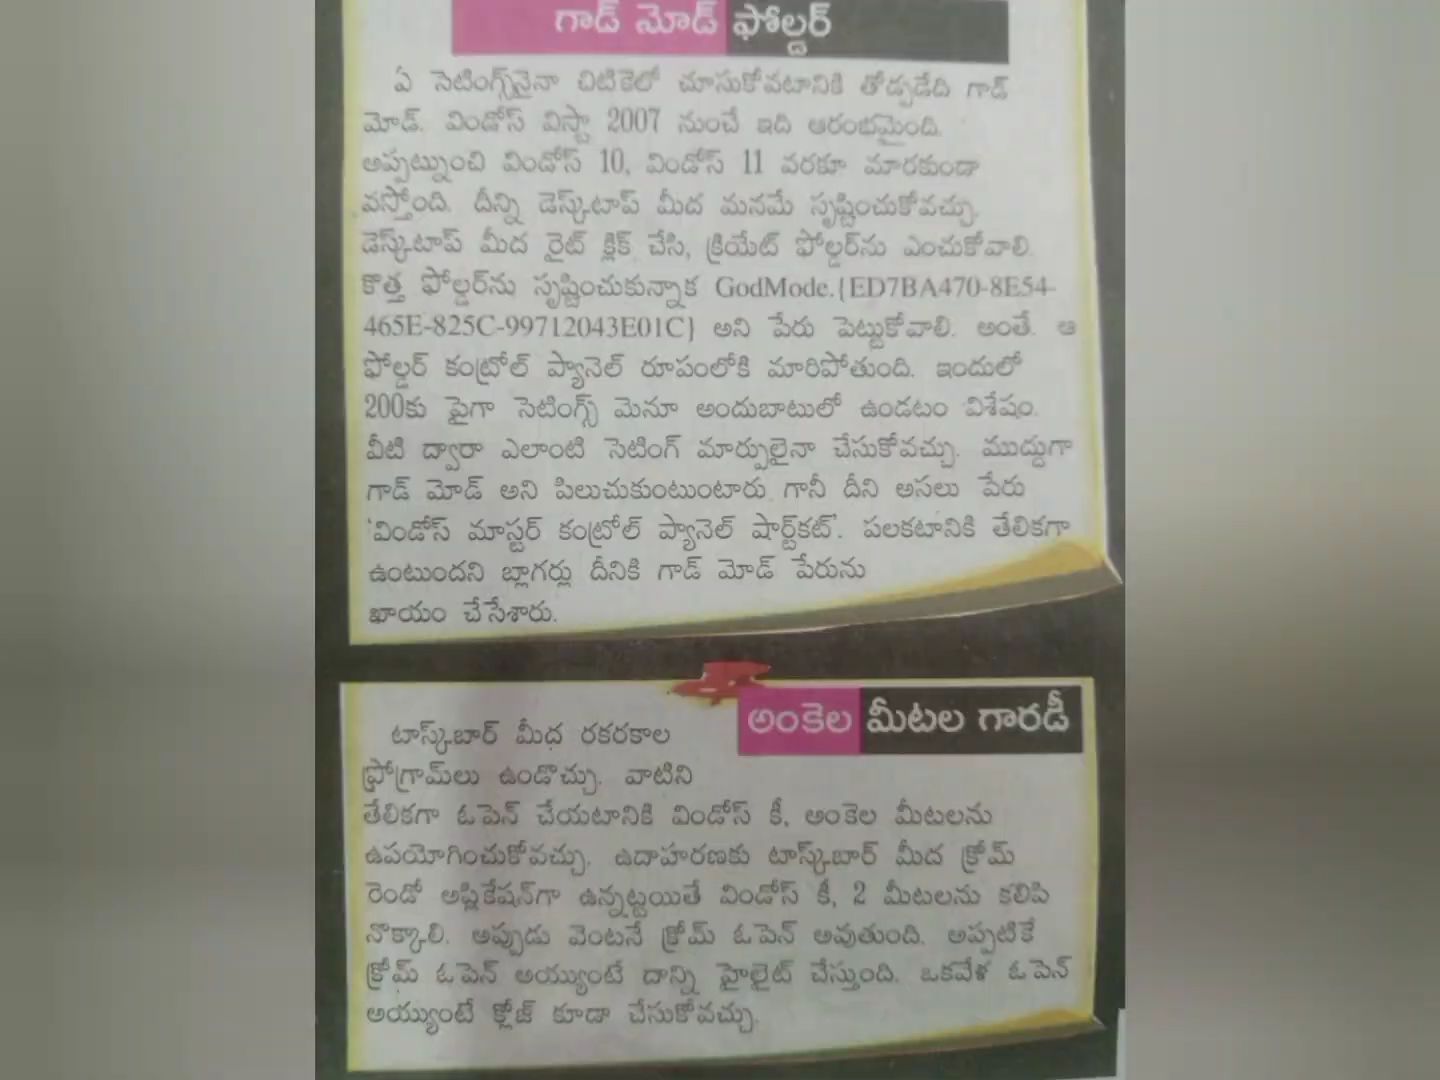 గాడ్ మోడ్ ఫోల్డర్
ఏ సెటింగ్స్‌నైనా చిటికెలో చూసుకోవటానికి తోడ్పడేది గాడ్
మోడ్. విండోస్ విస్టా 2007 నుంచే ఇది ఆరంభమైంది.
అప్పట్నుంచి విండోస్ 10, విండోస్ 11 వరకూ మారకుండా
వస్తోంది. దీన్ని డెస్క్‌టాప్ మీద మనమే సృష్టించుకోవచ్చు.
డెస్క్‌టాప్ మీద రైట్ క్లిక్ చేసి, క్రియేట్ ఫోల్డర్‌ను ఎంచుకోవాలి.
కొత్త ఫోల్డర్‌ను సృష్టించుకున్నాక GodMode.{ED7BA470-8E54-
465E-825C-99712043E01C} అని పేరు పెట్టుకోవాలి. అంతే. ఆ
ఫోల్డర్ కంట్రోల్ ప్యానెల్ రూపంలోకి మారిపోతుంది. ఇందులో
200కు పైగా సెటింగ్స్ మెనూ అందుబాటులో ఉండటం విశేషం.
వీటి ద్వారా ఎలాంటి సెటింగ్ మార్పులైనా చేసుకోవచ్చు. ముద్దుగా
గాడ్ మోడ్ అని పిలుచుకుంటుంటారు గానీ దీని అసలు పేరు
'విండోస్ మాస్టర్ కంట్రోల్ ప్యానెల్ షార్ట్‌కట్'. పలకటానికి తేలికగా
ఉంటుందని బ్లాగర్లు దీనికి గాడ్ మోడ్ పేరును
ఖాయం చేసేశారు.
అంకెల మీటల గారడీ
టాస్క్‌బార్ మీద రకరకాల
ప్రోగ్రామ్‌లు ఉండొచ్చు. వాటిని
తేలికగా ఓపెన్ చేయటానికి విండోస్ కీ, అంకెల మీటలను
ఉపయోగించుకోవచ్చు. ఉదాహరణకు టాస్క్‌బార్ మీద క్రోమ్
రెండో అప్లికేషన్‌గా ఉన్నట్టయితే విండోస్ కీ, 2 మీటలను కలిపి
నొక్కాలి. అప్పుడు వెంటనే క్రోమ్ ఓపెన్ అవుతుంది. అప్పటికే
క్రోమ్ ఓపెన్ అయ్యుంటే దాన్ని హైలైట్ చేస్తుంది. ఒకవేళ ఓపెన్
అయ్యుంటే క్లోజ్ కూడా చేసుకోవచ్చు.